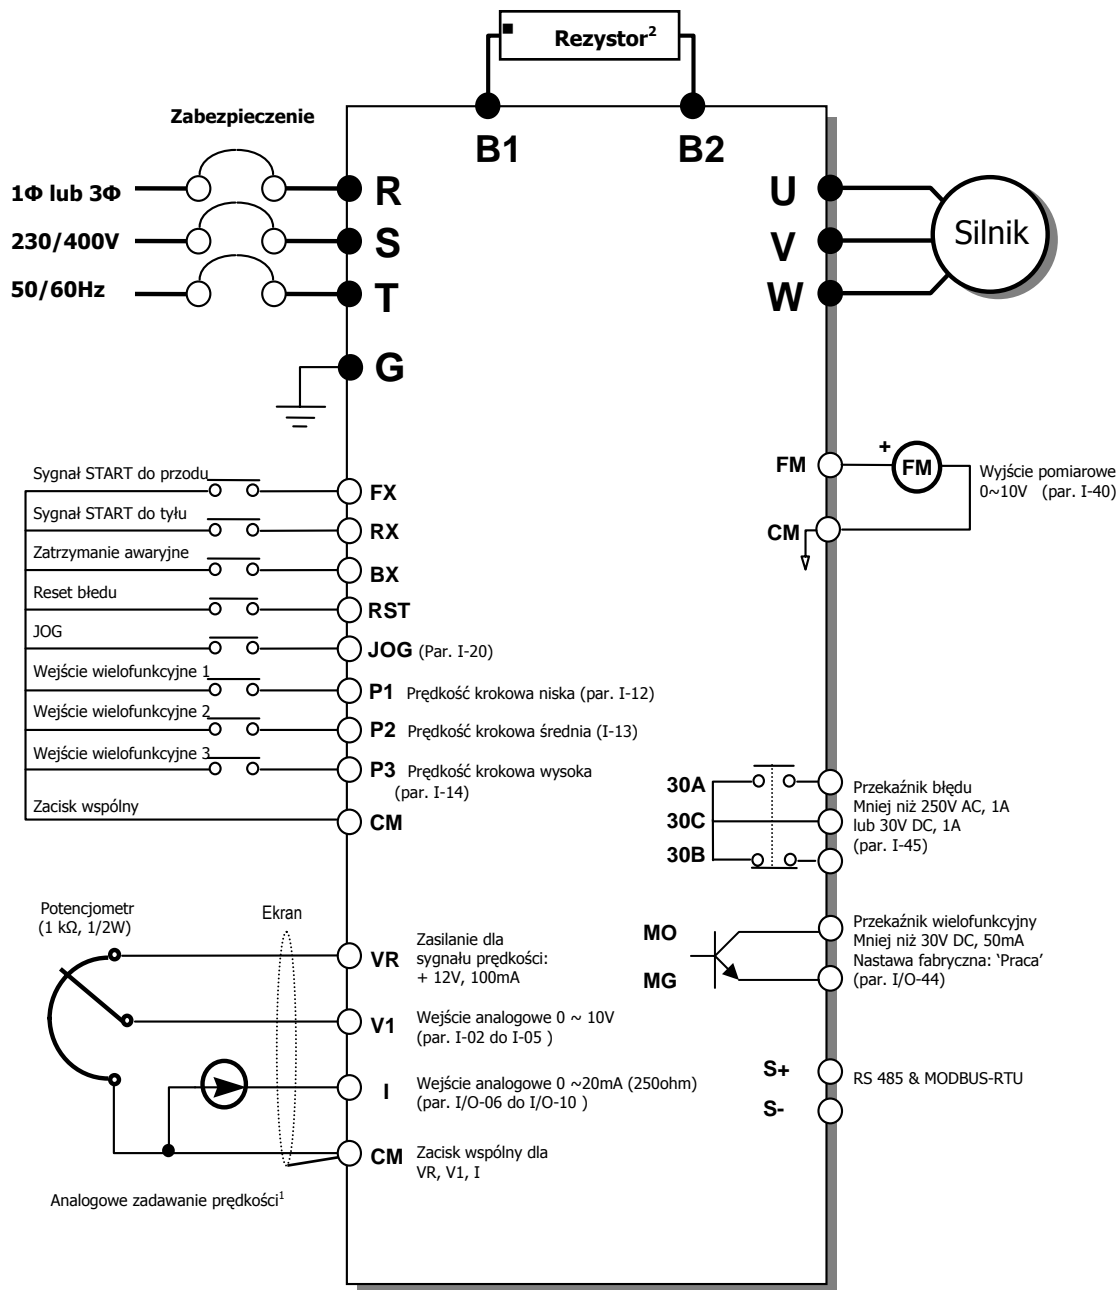 Rezystor²
Zabezpieczenie
B1
B2
1Φ lub 3Φ
230/400V
50/60Hz
R
S
T
G
U
V
W
Silnik
FM
+
FM
CM
Wyjście pomiarowe
0~10V (par. I-40)
Sygnał START do przodu
FX
Sygnał START do tyłu
RX
Zatrzymanie awaryjne
BX
Reset błedu
RST
JOG
JOG (Par. I-20)
Wejście wielofunkcyjne 1
P1 Prędkość krokowa niska (par. I-12)
Wejście wielofunkcyjne 2
P2 Prędkość krokowa średnia (I-13)
Wejście wielofunkcyjne 3
P3 Prędkość krokowa wysoka
(par. I-14)
Zacisk wspólny
CM
30A
30C
30B
Przekaźnik błędu
Mniej niż 250V AC, 1A
lub 30V DC, 1A
(par. I-45)
MO
MG
Przekaźnik wielofunkcyjny
Mniej niż 30V DC, 50mA
Nastawa fabryczna: ‘Praca’
(par. I/O-44)
S+
S-
RS 485 & MODBUS-RTU
Potencjometr
(1 kΩ, 1/2W)
Ekran
VR
Zasilanie dla
sygnału prędkości:
+ 12V, 100mA
V1
Wejście analogowe 0 ~ 10V
(par. I-02 do I-05 )
I
Wejście analogowe 0 ~20mA (250ohm)
(par. I/O-06 do I/O-10 )
CM
Zacisk wspólny dla
VR, V1, I
Analogowe zadawanie prędkości¹